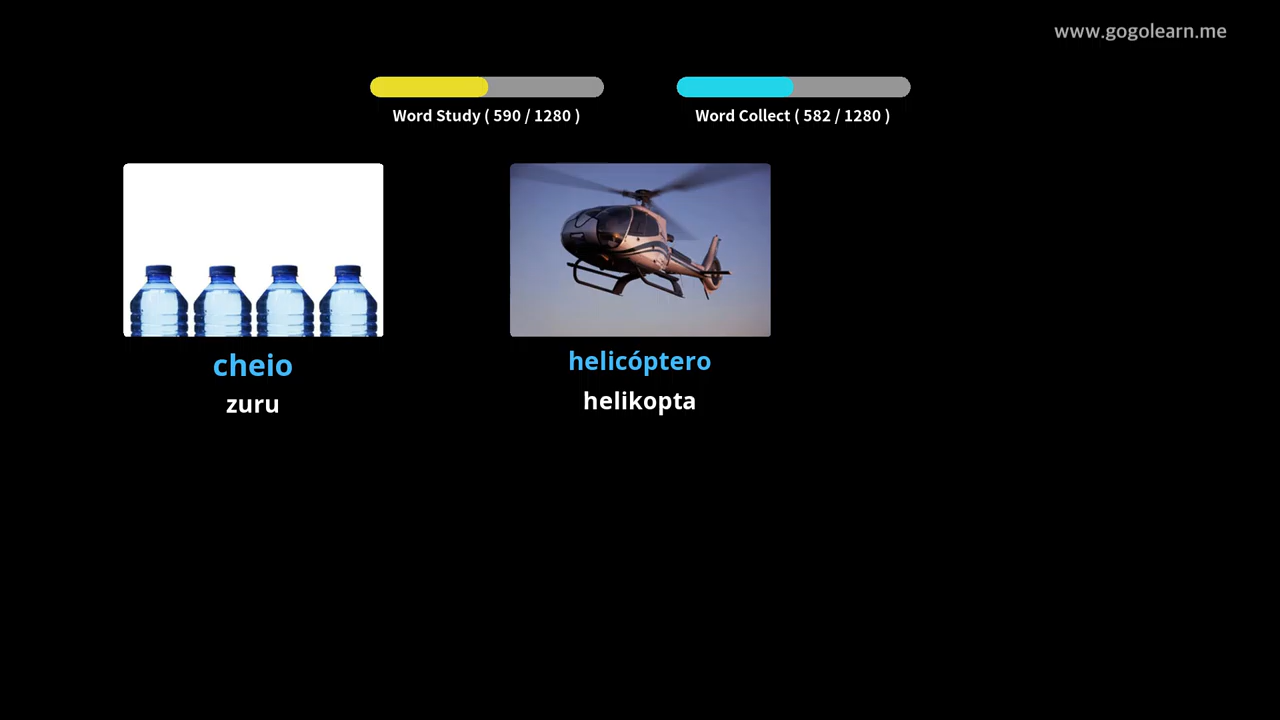 www.gogolearn.me
Word Study ( 590 / 1280 )
Word Collect ( 582 / 1280 )
cheio
zuru
helicóptero
helikopta